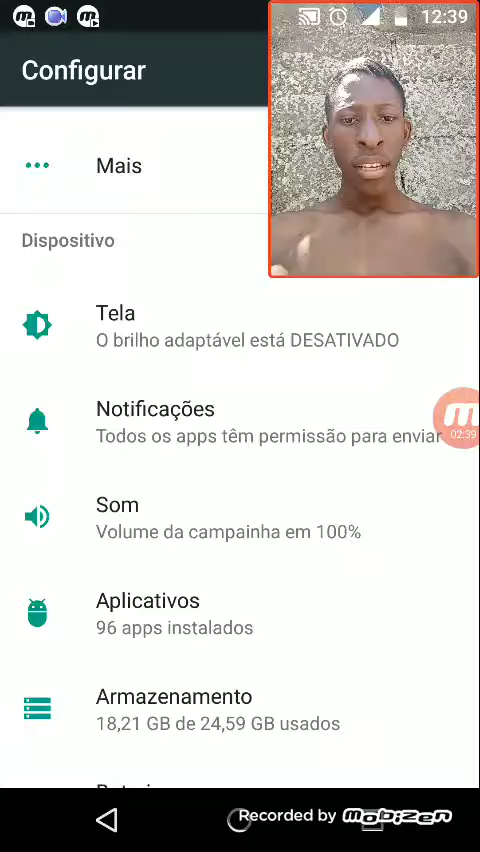 12:39
Configurar
Mais
Dispositivo
Tela
O brilho adaptável está DESATIVADO
Notificações
Todos os apps têm permissão para enviar
02:39
Som
Volume da campainha em 100%
Aplicativos
96 apps instalados
Armazenamento
18,21 GB de 24,59 GB usados
Recorded by mobizen